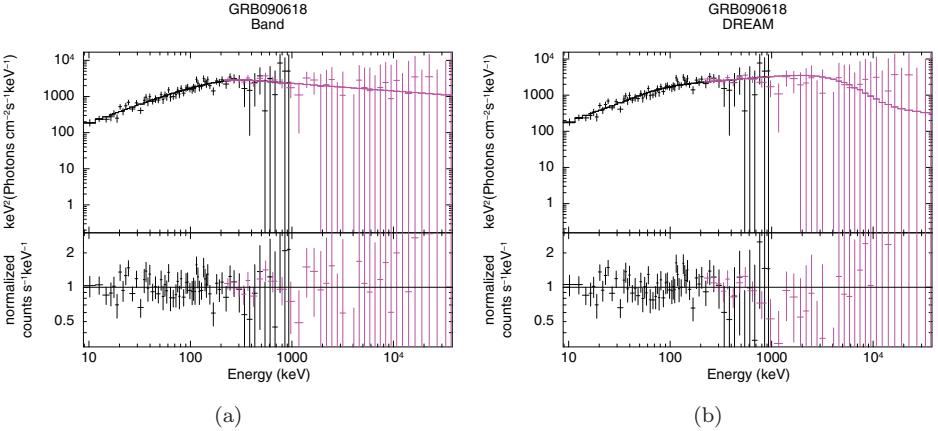 GRB090618
Band
keV²(Photons cm⁻²s⁻¹keV⁻¹)
10⁴
1000
100
10
1
normalized
counts s⁻¹keV⁻¹
2
1
0.5
10
100
1000
10⁴
Energy (keV)
(a)
GRB090618
DREAM
keV²(Photons cm⁻²s⁻¹keV⁻¹)
10⁴
1000
100
10
1
normalized
counts s⁻¹keV⁻¹
2
1
0.5
10
100
1000
10⁴
Energy (keV)
(b)